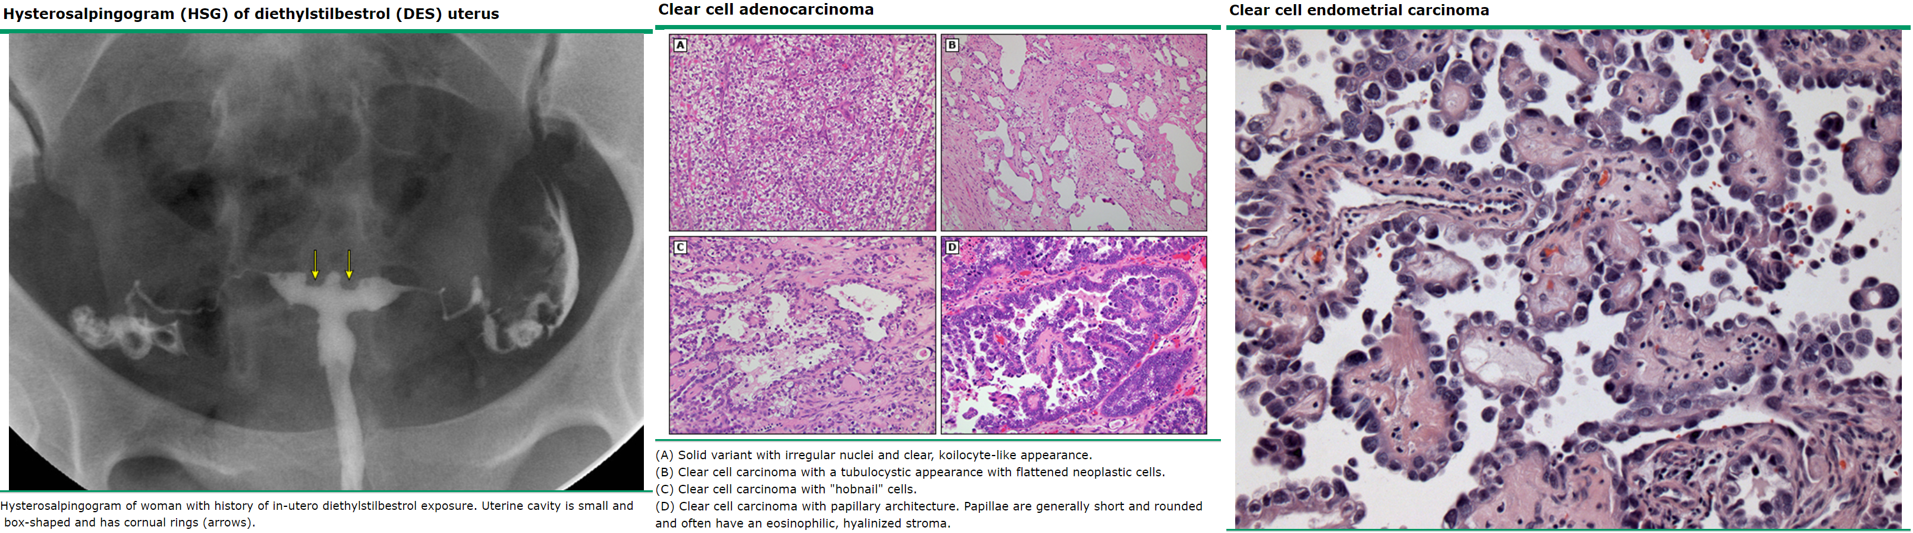 Hysterosalpingogram (HSG) of diethylstilbestrol (DES) uterus
Hysterosalpingogram of woman with history of in-utero diethylstilbestrol exposure. Uterine cavity is small and
box-shaped and has cornual rings (arrows).
Clear cell adenocarcinoma
A
B
C
D
(A) Solid variant with irregular nuclei and clear, koilocyte-like appearance.
(B) Clear cell carcinoma with a tubulocystic appearance with flattened neoplastic cells.
(C) Clear cell carcinoma with "hobnail" cells.
(D) Clear cell carcinoma with papillary architecture. Papillae are generally short and rounded
and often have an eosinophilic, hyalinized stroma.
Clear cell endometrial carcinoma